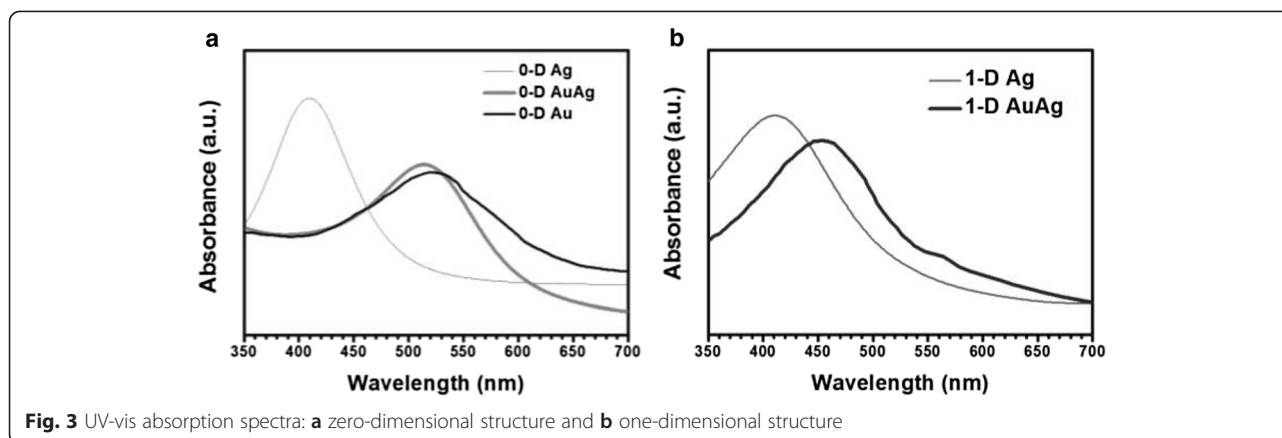 a
0-D Ag
0-D AuAg
0-D Au
Absorbance (a.u.)
350 400 450 500 550 600 650 700
Wavelength (nm)
b
1-D Ag
1-D AuAg
Absorbance (a.u.)
350 400 450 500 550 600 650 700
Wavelength (nm)
Fig. 3 UV-vis absorption spectra: a zero-dimensional structure and b one-dimensional structure